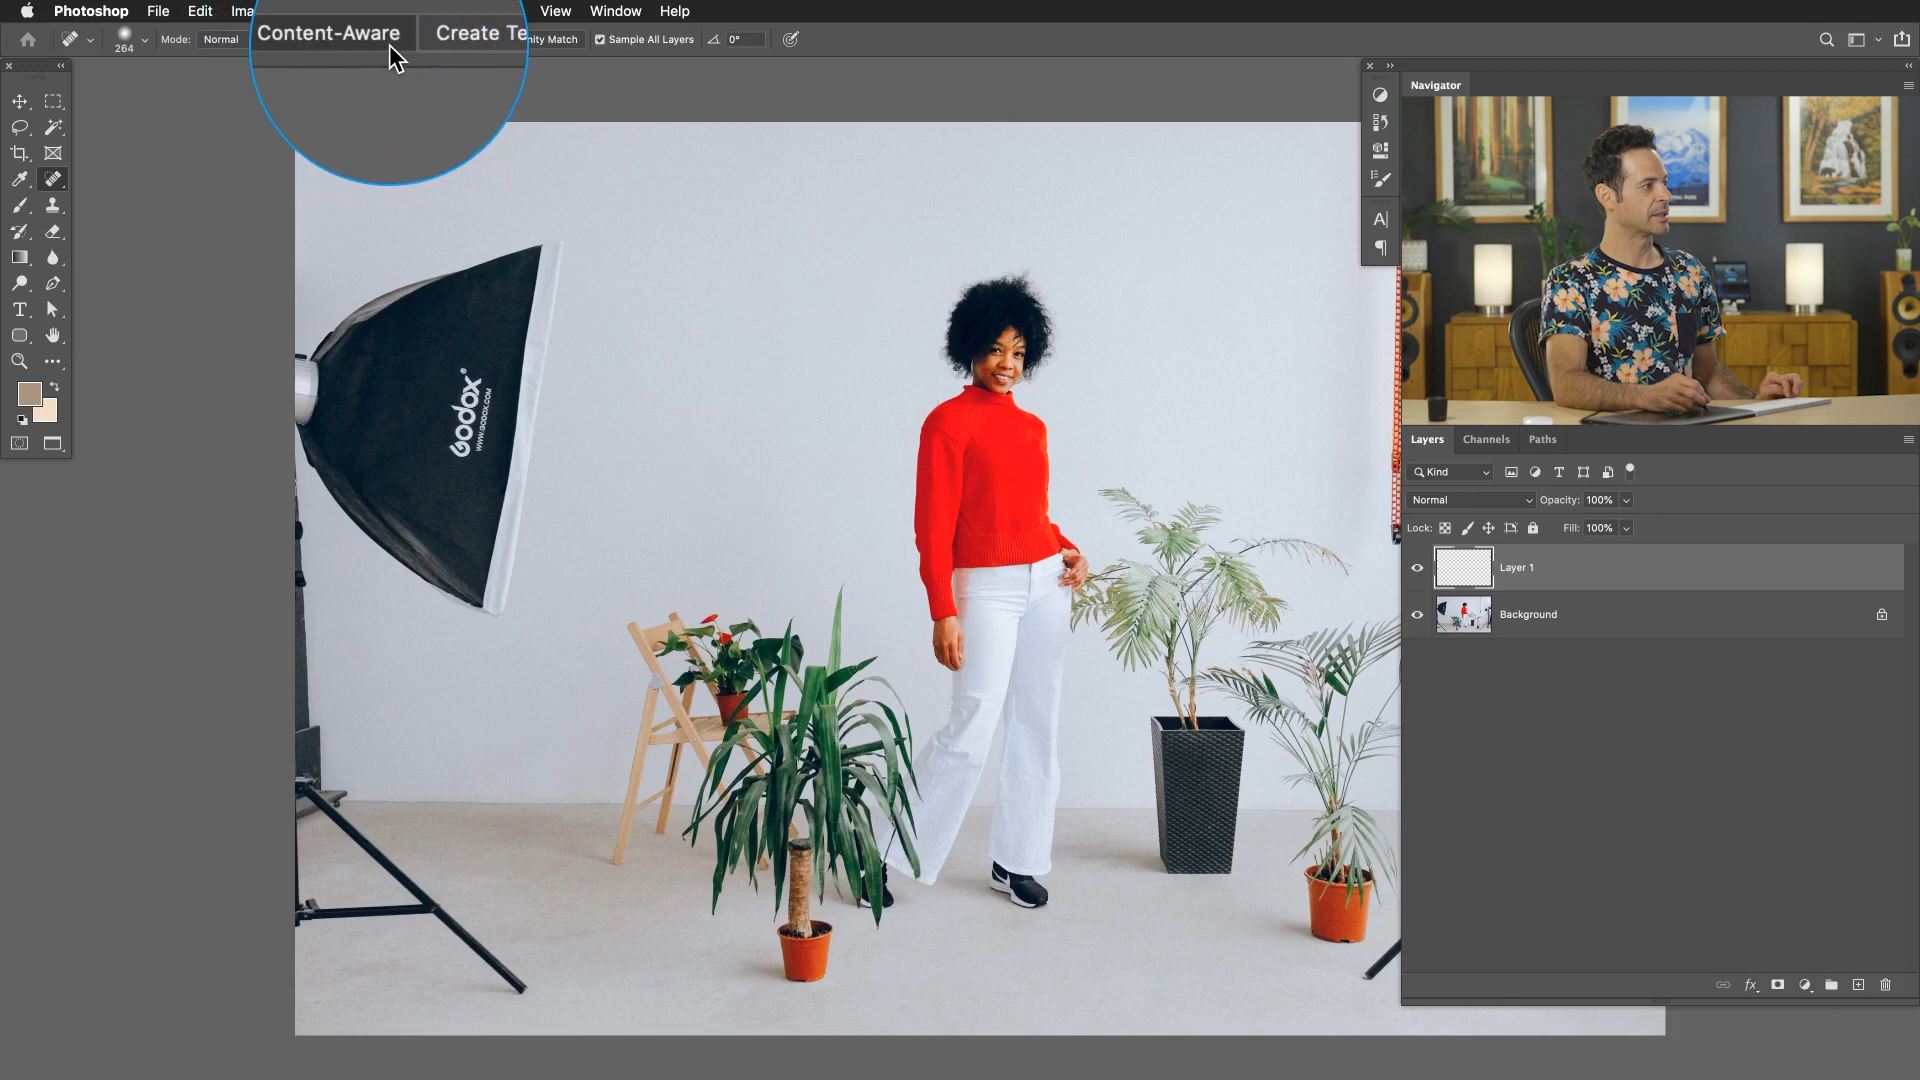 Photoshop File Edit Ima View Window Help
Content-Aware Create Te
264 Mode: Normal nity Match Sample All Layers 0°
Navigator
Godox®
WWW.GODOX.COM
Layers Channels Paths
Kind
Normal Opacity: 100%
Lock: Fill: 100%
Layer 1
Background